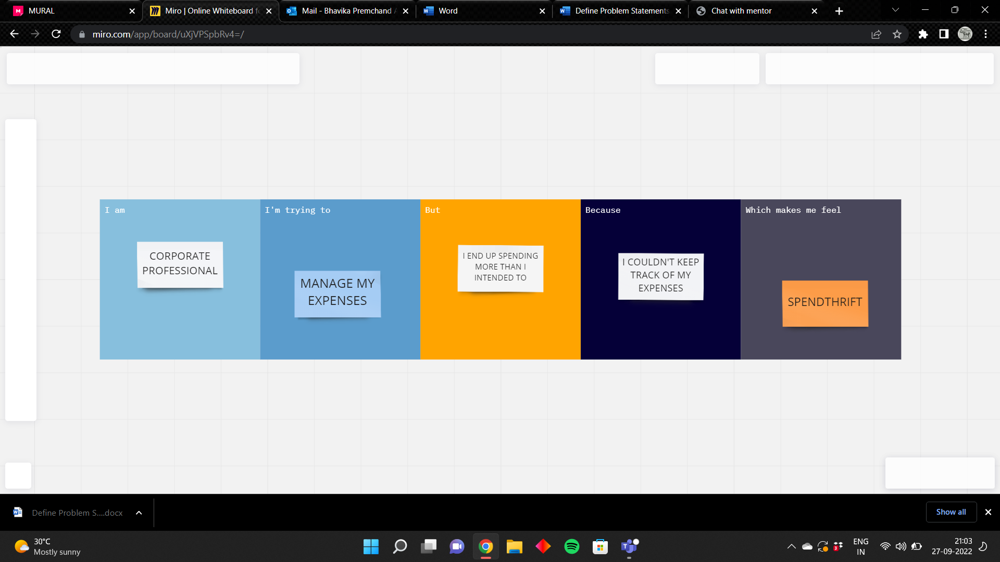 MURAL
Miro | Online Whiteboard fo
Mail - Bhavika Premchand A
Word
Define Problem Statements
Chat with mentor
miro.com/app/board/uXjVPSpbRv4=/
I am
I'm trying to
But
Because
Which makes me feel
CORPORATE
PROFESSIONAL
MANAGE MY
EXPENSES
I END UP SPENDING
MORE THAN I
INTENDED TO
I COULDN'T KEEP
TRACK OF MY
EXPENSES
SPENDTHRIFT
Define Problem S....docx
Show all
30°C
Mostly sunny
ENG
IN
21:03
27-09-2022